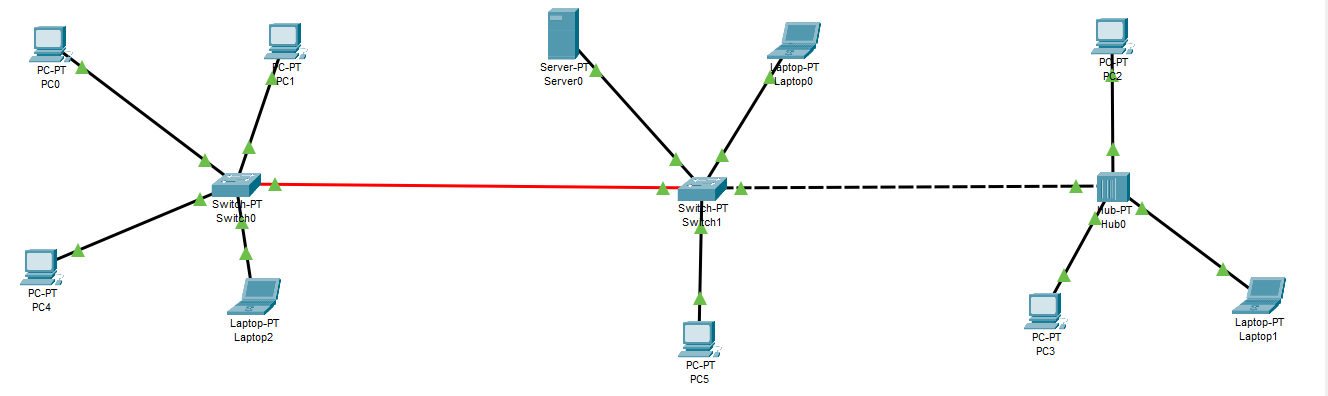 PC-PT
PC0
PC-PT
PC1
Server-PT
Server0
Laptop-PT
Laptop0
PC-PT
PC2
Switch-PT
Switch0
Switch-PT
Switch1
Hub-PT
Hub0
PC-PT
PC4
Laptop-PT
Laptop2
PC-PT
PC5
PC-PT
PC3
Laptop-PT
Laptop1